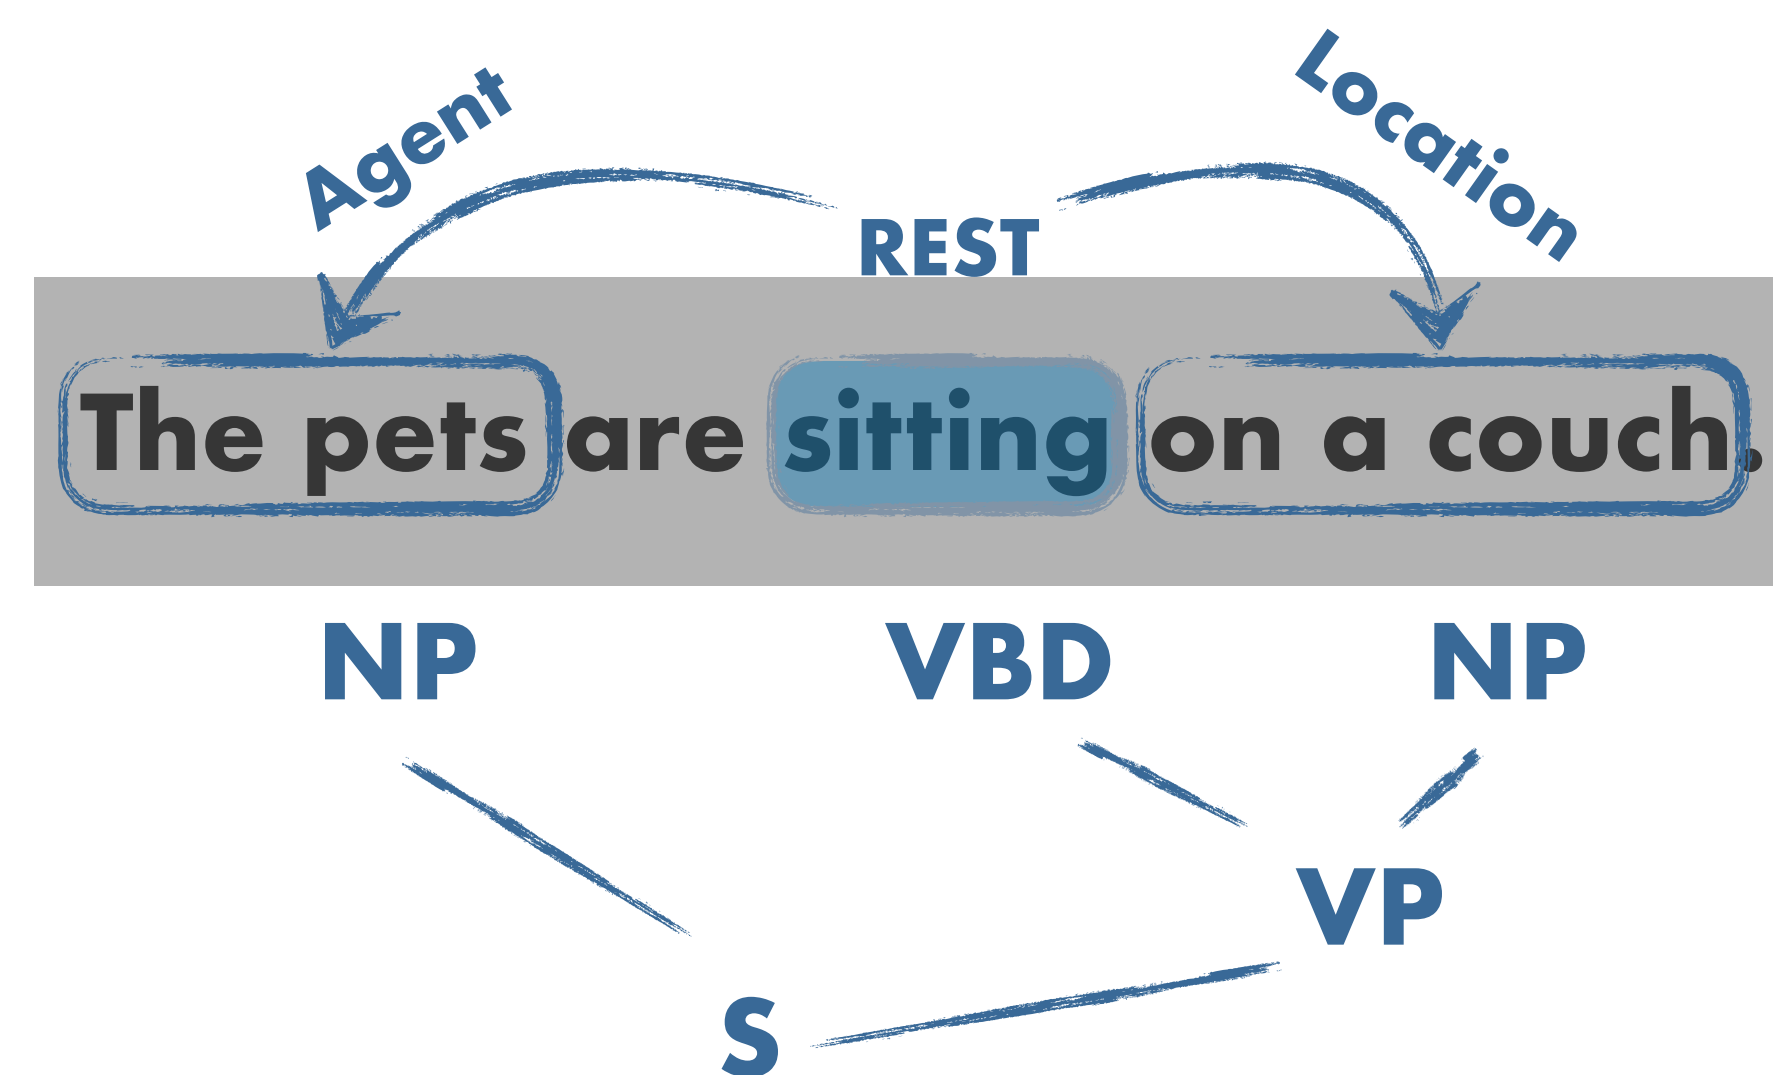 Agent
Location
REST
The pets are sitting on a couch.
NP VBD NP
VP
S